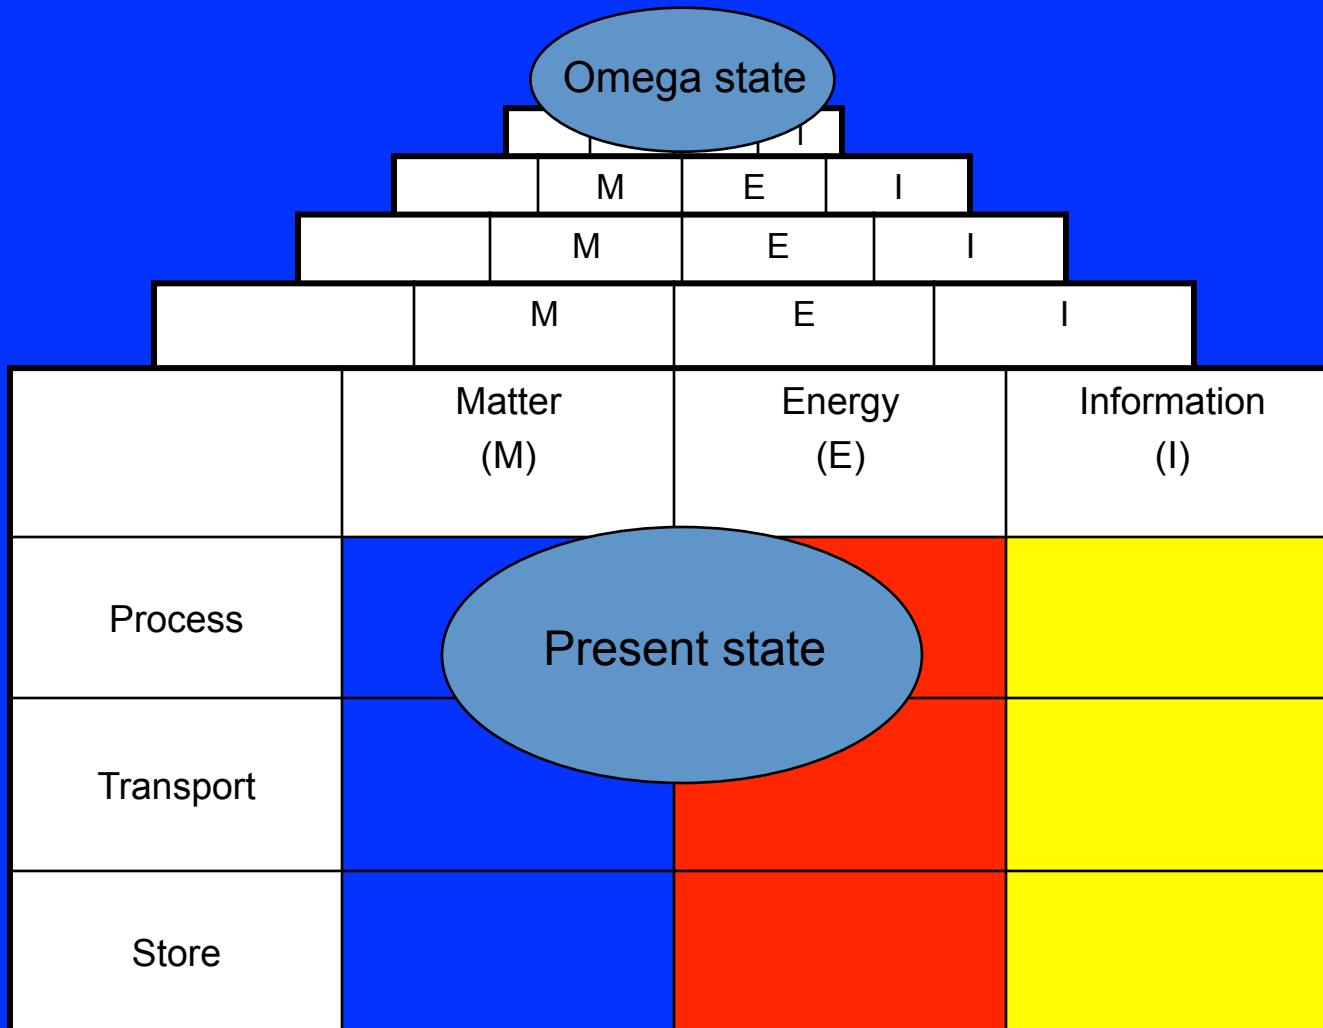 Omega state
I
M E I
M E I
M E I
Matter Energy Information
(M) (E) (I)
Process
Present state
Transport
Store